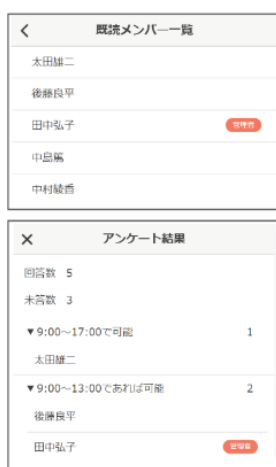 既読メンバー一覧
太田雄二
後藤良平
田中弘子
管理者
中島篤
中村綾香
アンケート結果
回答数 5
未答数 3
▼9:00～17:00で可能 1
太田雄二
▼9:00～13:00であれば可能 2
後藤良平
田中弘子
管理者